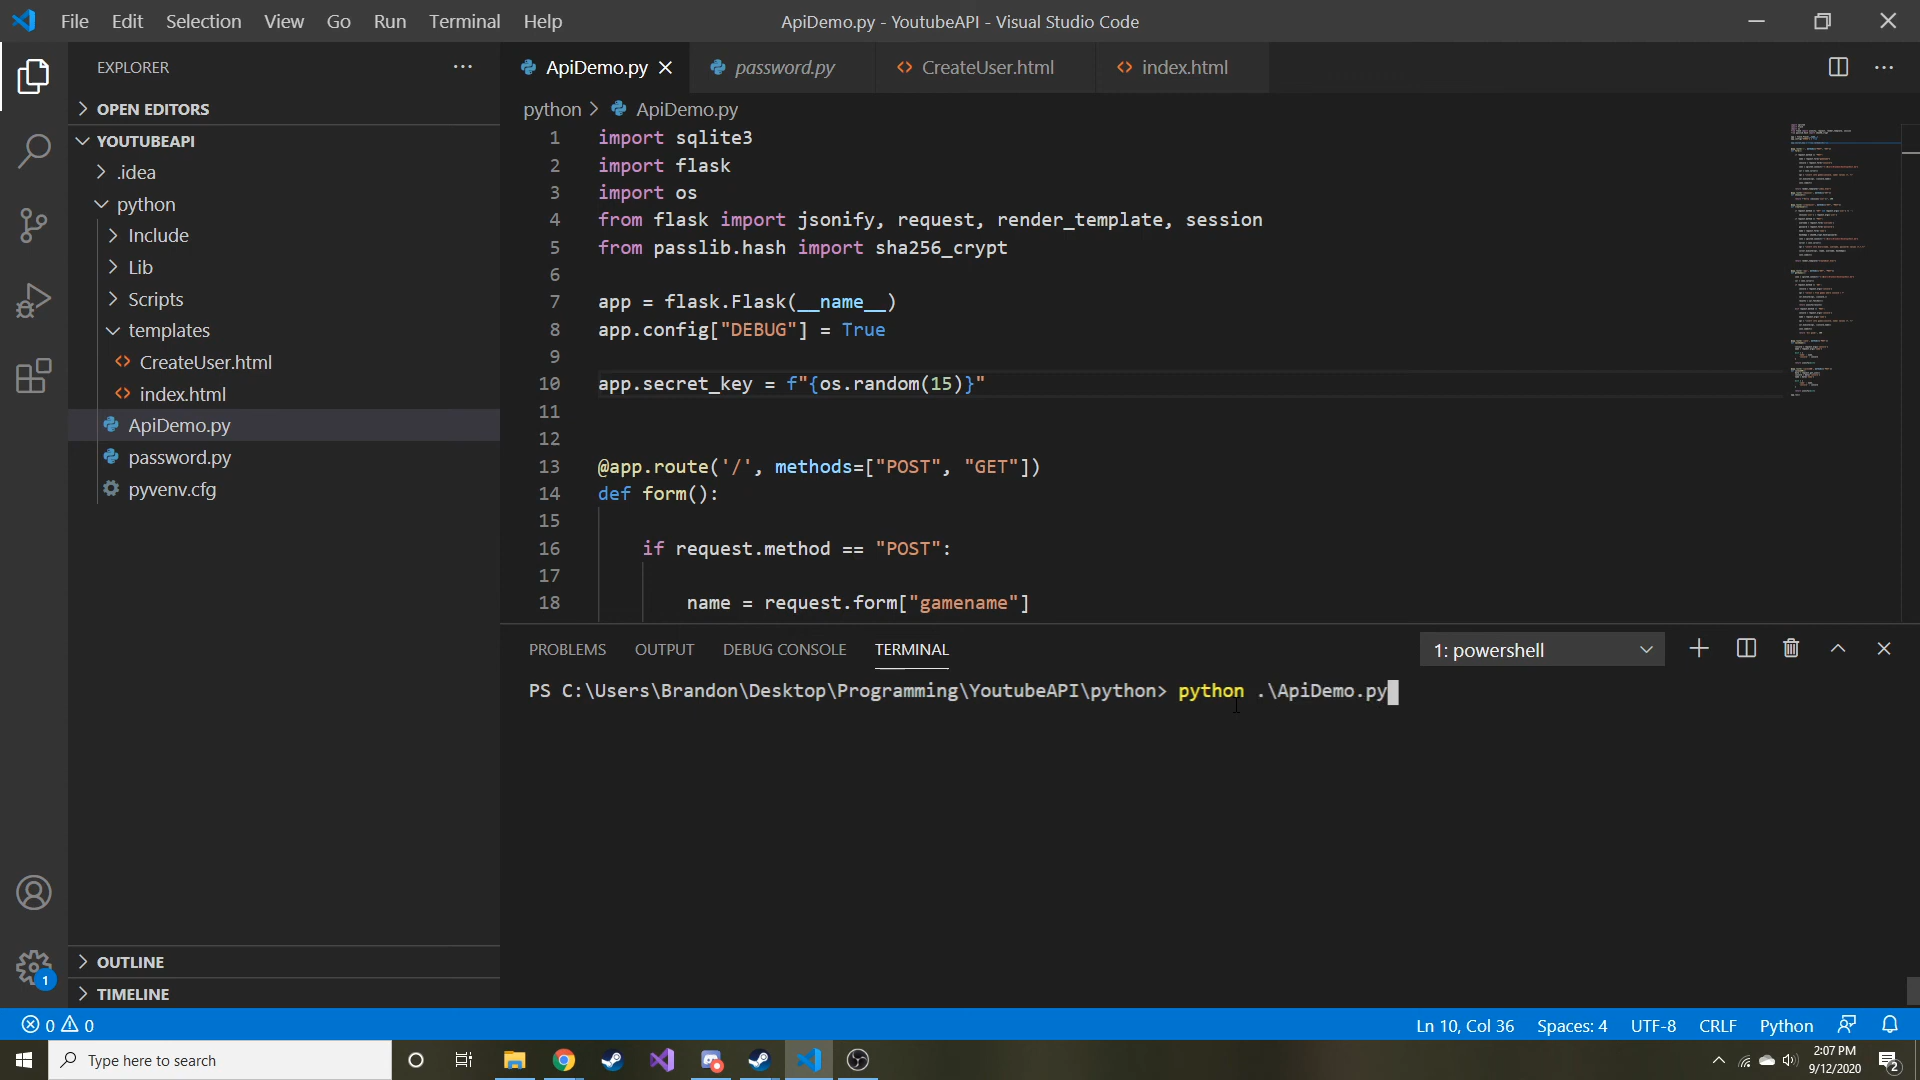 File Edit Selection View Go Run Terminal Help
ApiDemo.py - YoutubeAPI - Visual Studio Code
EXPLORER
OPEN EDITORS
YOUTUBEAPI
.idea
python
Include
Lib
Scripts
templates
CreateUser.html
index.html
ApiDemo.py
password.py
pyvenv.cfg
OUTLINE
TIMELINE
1
ApiDemo.py password.py CreateUser.html index.html
python > ApiDemo.py
1 import sqlite3
2 import flask
3 import os
4 from flask import jsonify, request, render_template, session
5 from passlib.hash import sha256_crypt
6
7 app = flask.Flask(__name__)
8 app.config["DEBUG"] = True
9
10 app.secret_key = f"{os.random(15)}"
11
12
13 @app.route('/', methods=["POST", "GET"])
14 def form():
15
16 if request.method == "POST":
17
18 name = request.form["gamename"]
PROBLEMS OUTPUT DEBUG CONSOLE TERMINAL
1: powershell
PS C:\Users\Brandon\Desktop\Programming\YoutubeAPI\python> python .\ApiDemo.py
0 0
Ln 10, Col 36 Spaces: 4 UTF-8 CRLF Python
Type here to search
2:07 PM
9/12/2020
2